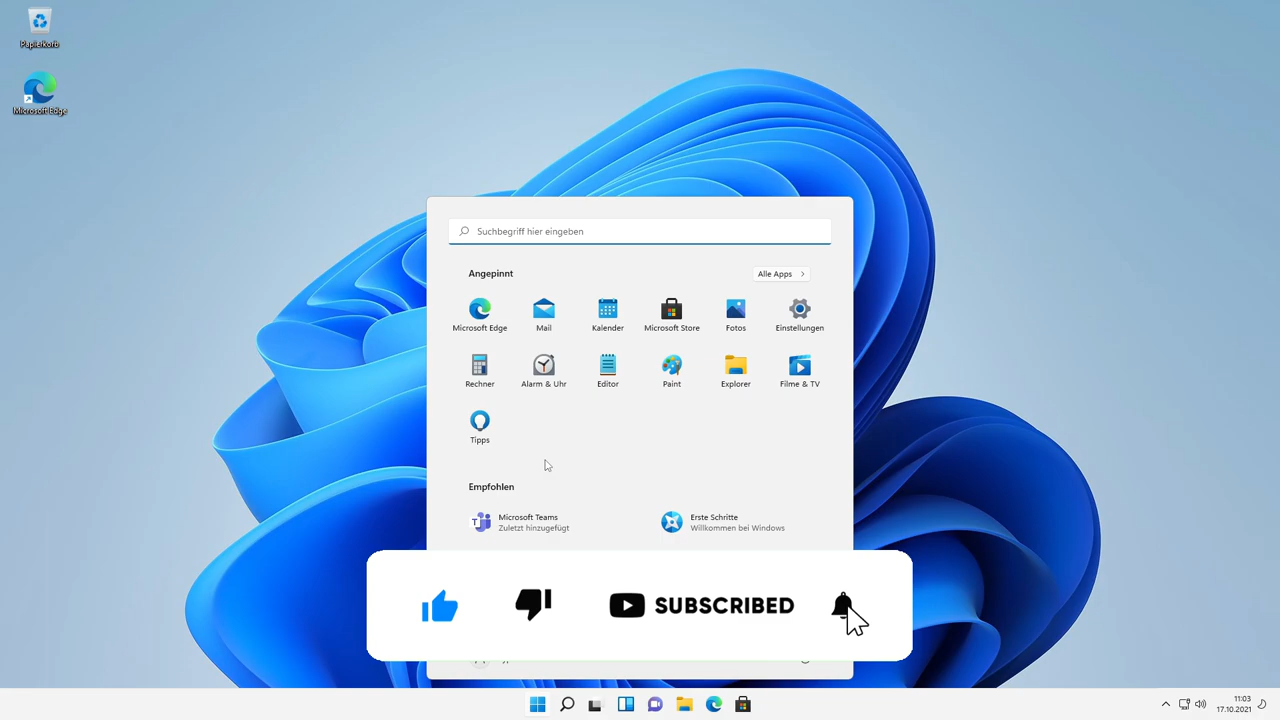 Papierkorb
Microsoft Edge
Suchbegriff hier eingeben
Angepinnt
Alle Apps
Microsoft Edge
Mail
Kalender
Microsoft Store
Fotos
Einstellungen
Rechner
Alarm & Uhr
Editor
Paint
Explorer
Filme & TV
Tipps
Empfohlen
Microsoft Teams
Zuletzt hinzugefügt
Erste Schritte
Willkommen bei Windows
SUBSCRIBED
11:03
17.10.2021